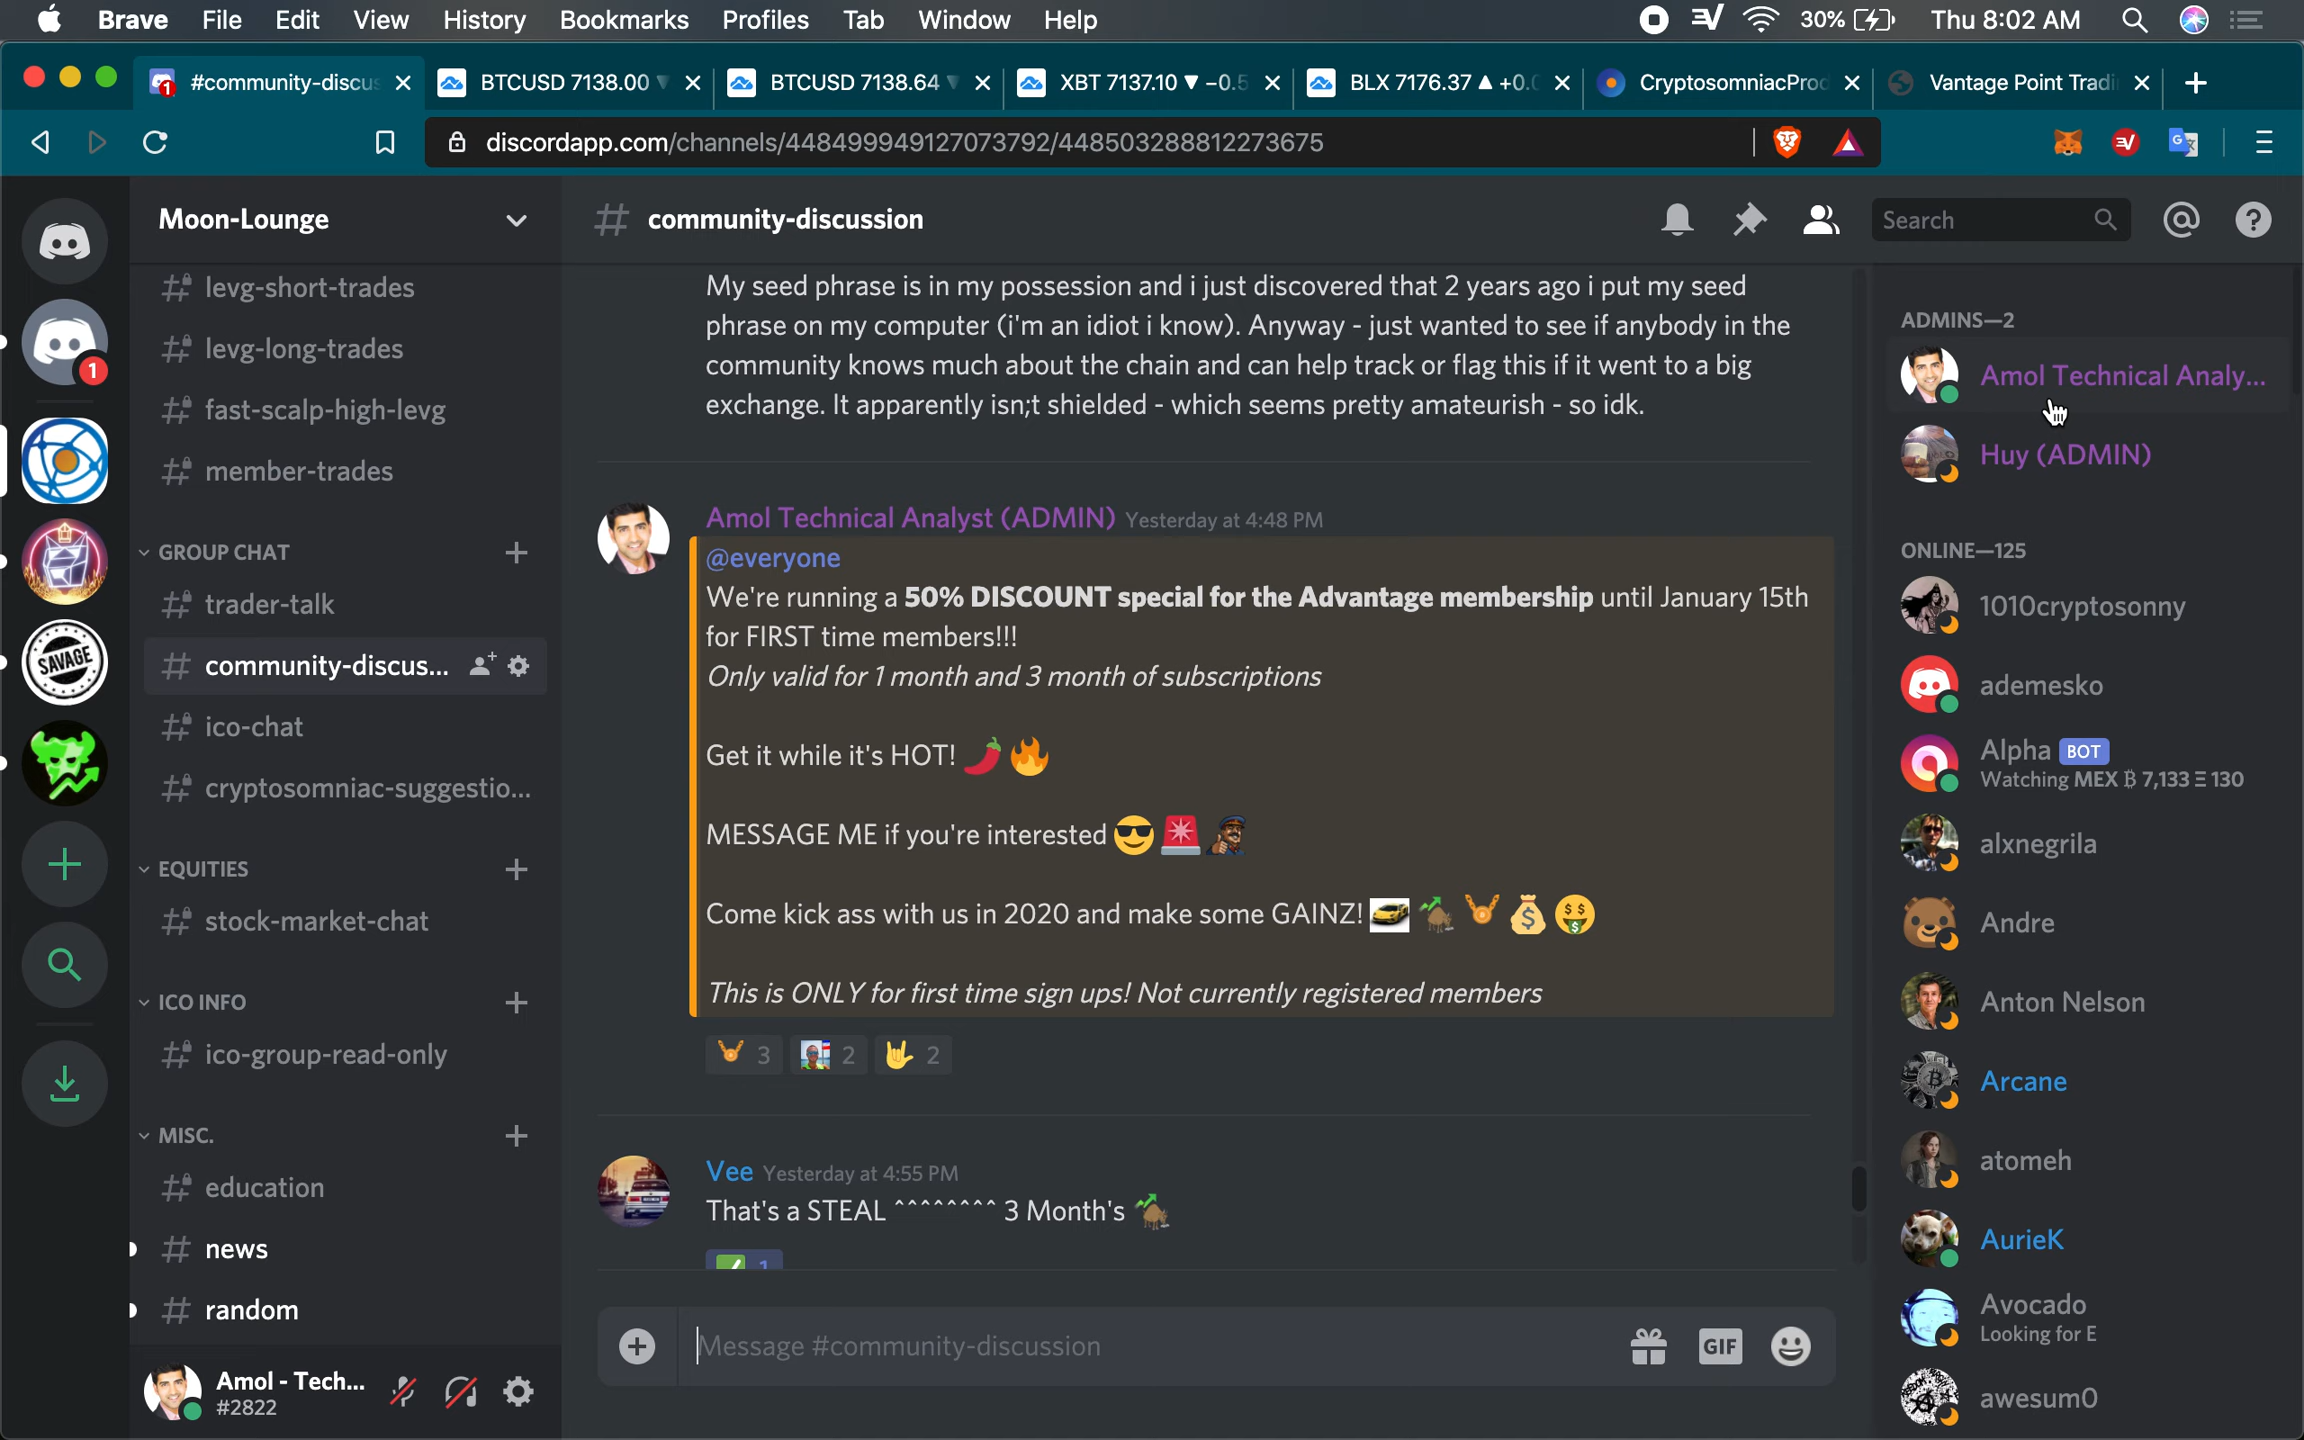 Brave File Edit View History Bookmarks Profiles Tab Window Help 30% Thu 8:02 AM
#community-discus BTCUSD 7138.00 ▼ BTCUSD 7138.64 ▼ XBT 7137.10 ▼ −0.5 BLX 7176.37 ▲ +0.0 CryptosomniacProd Vantage Point Tradi
discordapp.com/channels/448499949127073792/448503288812273675
Moon-Lounge
levg-short-trades
levg-long-trades
fast-scalp-high-levg
member-trades
GROUP CHAT
trader-talk
community-discus...
ico-chat
cryptosomniac-suggestio...
EQUITIES
stock-market-chat
ICO INFO
ico-group-read-only
MISC.
education
news
random
Amol - Tech...
#2822
1
SAVAGE
# community-discussion
Search
My seed phrase is in my possession and i just discovered that 2 years ago i put my seed
phrase on my computer (i'm an idiot i know). Anyway - just wanted to see if anybody in the
community knows much about the chain and can help track or flag this if it went to a big
exchange. It apparently isn;t shielded - which seems pretty amateurish - so idk.
Amol Technical Analyst (ADMIN) Yesterday at 4:48 PM
@everyone
We're running a 50% DISCOUNT special for the Advantage membership until January 15th
for FIRST time members!!!
Only valid for 1 month and 3 month of subscriptions
Get it while it's HOT! 🌶️🔥
MESSAGE ME if you're interested 😎🚨
Come kick ass with us in 2020 and make some GAINZ! 💰🤑
This is ONLY for first time sign ups! Not currently registered members
3 2 2
Vee Yesterday at 4:55 PM
That's a STEAL ^^^^^^^^ 3 Month's
1
Message #community-discussion
GIF
ADMINS—2
Amol Technical Analy...
Huy (ADMIN)
ONLINE—125
1010cryptosonny
ademesko
Alpha BOT
Watching MEX ₿ 7,133 Ξ 130
alxnegrila
Andre
Anton Nelson
Arcane
atomeh
AurieK
Avocado
Looking for E
awesum0